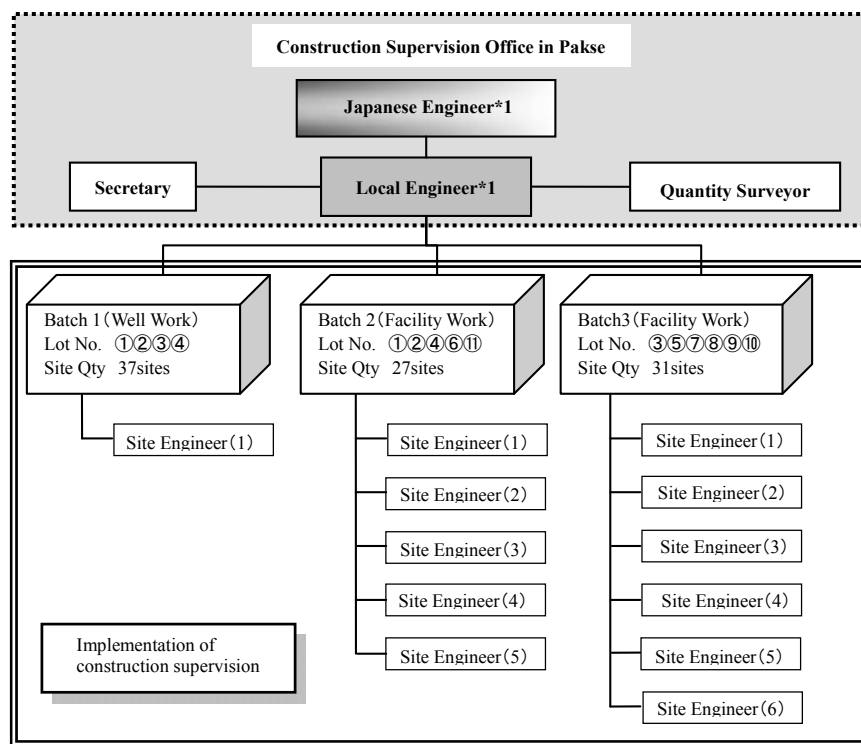 Construction Supervision Office in Pakse
Japanese Engineer*1
Secretary
Local Engineer*1
Quantity Surveyor
Batch 1(Well Work)
Lot No. ①②③④
Site Qty 37sites
Batch 2(Facility Work)
Lot No. ①②④⑥⑪
Site Qty 27sites
Batch3(Facility Work)
Lot No. ③⑤⑦⑧⑨⑩
Site Qty 31sites
Site Engineer(1)
Site Engineer(1)
Site Engineer(2)
Site Engineer(3)
Site Engineer(4)
Site Engineer(5)
Site Engineer(1)
Site Engineer(2)
Site Engineer(3)
Site Engineer(4)
Site Engineer(5)
Site Engineer(6)
Implementation of
construction supervision